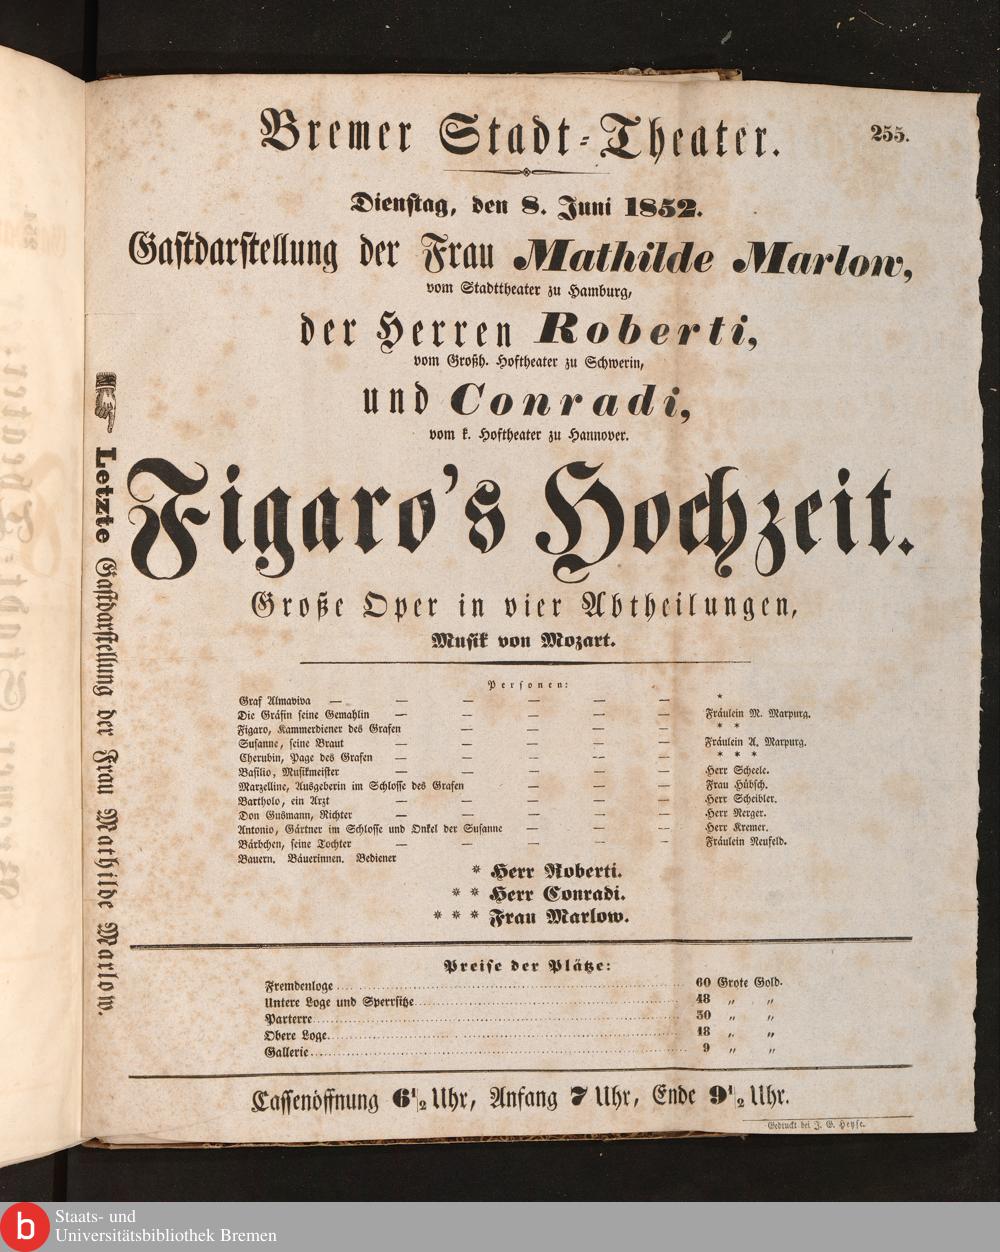 Bremer Stadt-Theater.
255.
Dienstag, den 8. Juni 1852.
Gastdarstellung der Frau Mathilde Marlow,
vom Stadttheater zu Hamburg,
der Herren Roberti,
vom Großh. Hoftheater zu Schwerin,
und Conradi,
vom k. Hoftheater zu Hannover.
Figaro's Hochzeit.
Große Oper in vier Abtheilungen,
Musik von Mozart.
Personen:
Graf Almaviva — — — — — — *
Die Gräfin seine Gemahlin — — — — — Fräulein M. Marpurg.
Figaro, Kammerdiener des Grafen — — — — * *
Susanne, seine Braut — — — — — Fräulein A. Marpurg.
Cherubin, Page des Grafen — — — — — * * *
Basilio, Musikmeister — — — — — Herr Scheele.
Marzelline, Ausgeberin im Schlosse des Grafen — — — Frau Hübsch.
Bartholo, ein Arzt — — — — — Herr Scheibler.
Don Gusmann, Richter — — — — — Herr Nerger.
Antonio, Gärtner im Schlosse und Onkel der Susanne — — — Herr Kremer.
Bärbchen, seine Tochter — — — — — Fräulein Neufeld.
Bauern. Bäuerinnen. Bediener
* Herr Roberti.
* * Herr Conradi.
* * * Frau Marlow.
Preise der Plätze:
Fremdenloge 60 Grote Gold.
Untere Loge und Sperrsitze 48 „ „
Parterre 30 „ „
Obere Loge 18 „ „
Gallerie 9 „ „
Cassenöffnung 6 1/2 Uhr, Anfang 7 Uhr, Ende 9 1/2 Uhr.
Gedruckt bei J. G. Heyse.
Letzte Gastdarstellung der Frau Mathilde Marlow.
b
Staats- und
Universitätsbibliothek Bremen